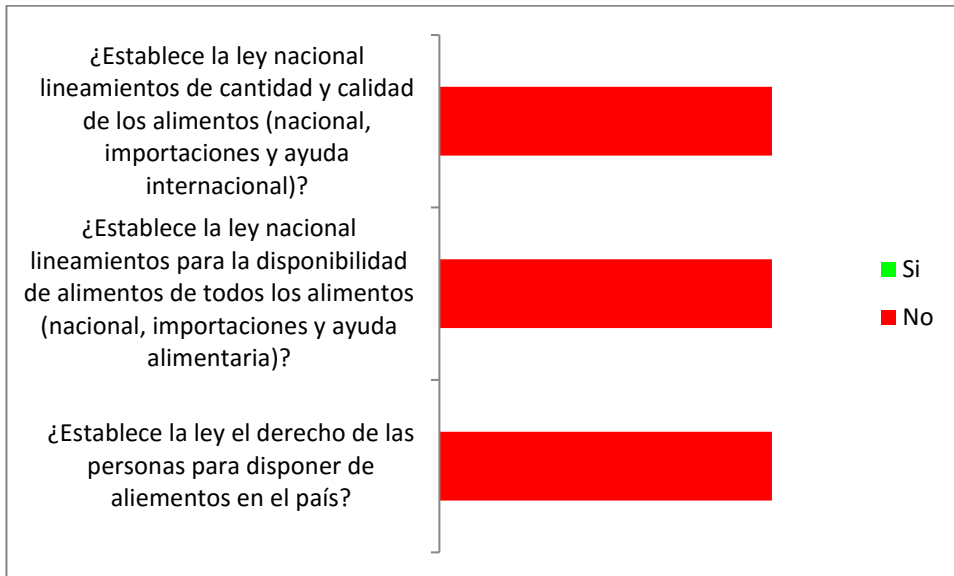 ¿Establece la ley nacional
lineamientos de cantidad y calidad
de los alimentos (nacional,
importaciones y ayuda
internacional)?
¿Establece la ley nacional
lineamientos para la disponibilidad
de alimentos de todos los alimentos
(nacional, importaciones y ayuda
alimentaria)?
¿Establece la ley el derecho de las
personas para disponer de
aliementos en el país?
Si
No